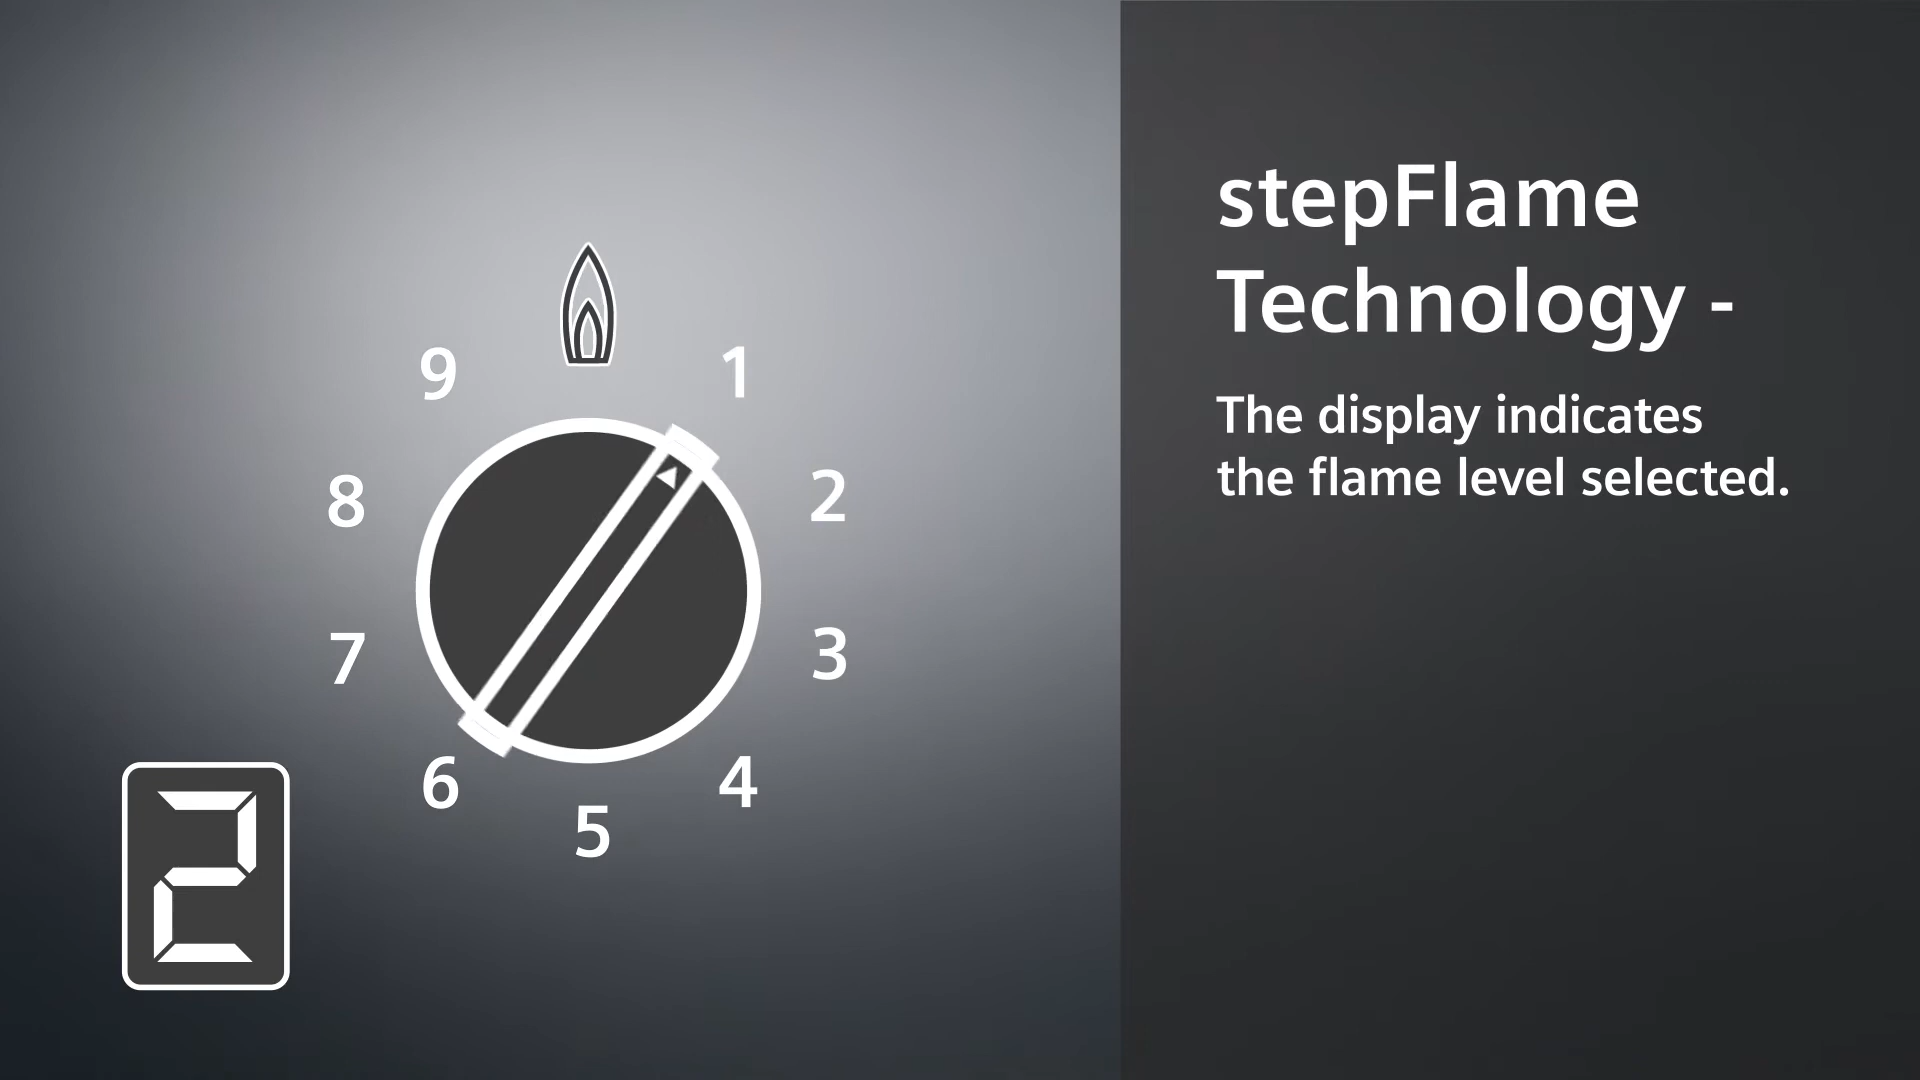 stepFlame
Technology -
The display indicates
the flame level selected.
9
1
8
2
7
3
6
4
5
2